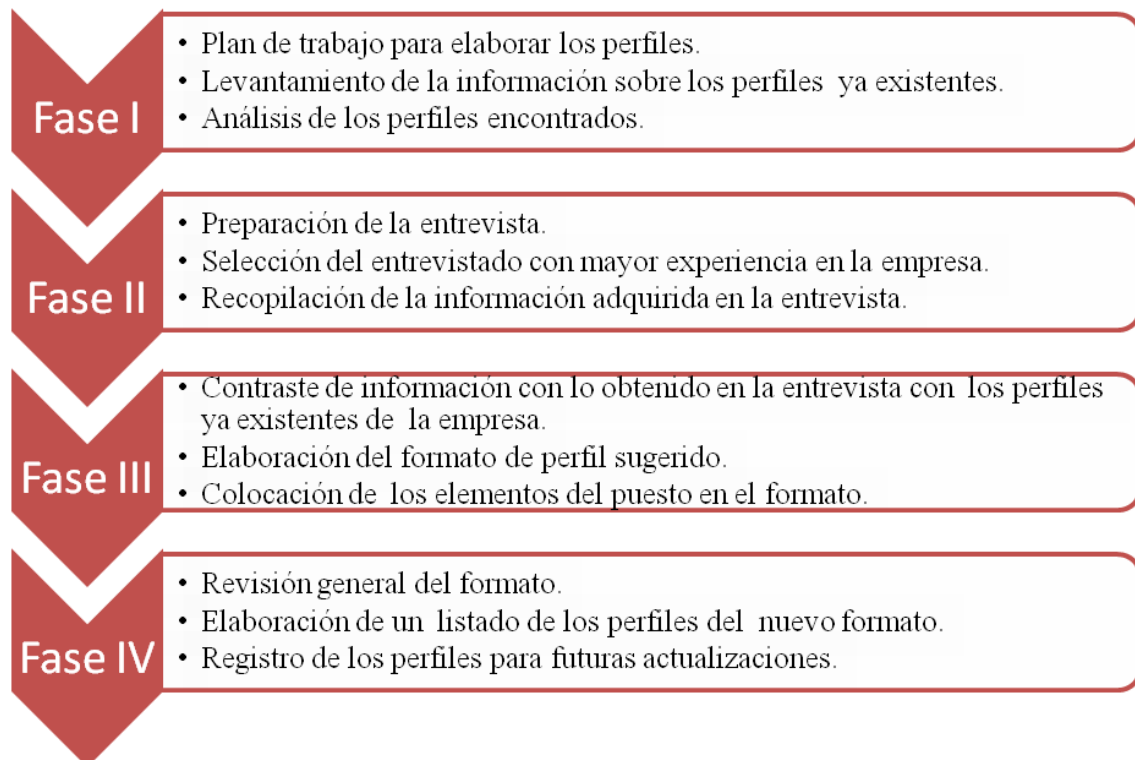 Fase I
• Plan de trabajo para elaborar los perfiles.
• Levantamiento de la información sobre los perfiles ya existentes.
• Análisis de los perfiles encontrados.
Fase II
• Preparación de la entrevista.
• Selección del entrevistado con mayor experiencia en la empresa.
• Recopilación de la información adquirida en la entrevista.
Fase III
• Contraste de información con lo obtenido en la entrevista con los perfiles
ya existentes de la empresa.
• Elaboración del formato de perfil sugerido.
• Colocación de los elementos del puesto en el formato.
Fase IV
• Revisión general del formato.
• Elaboración de un listado de los perfiles del nuevo formato.
• Registro de los perfiles para futuras actualizaciones.